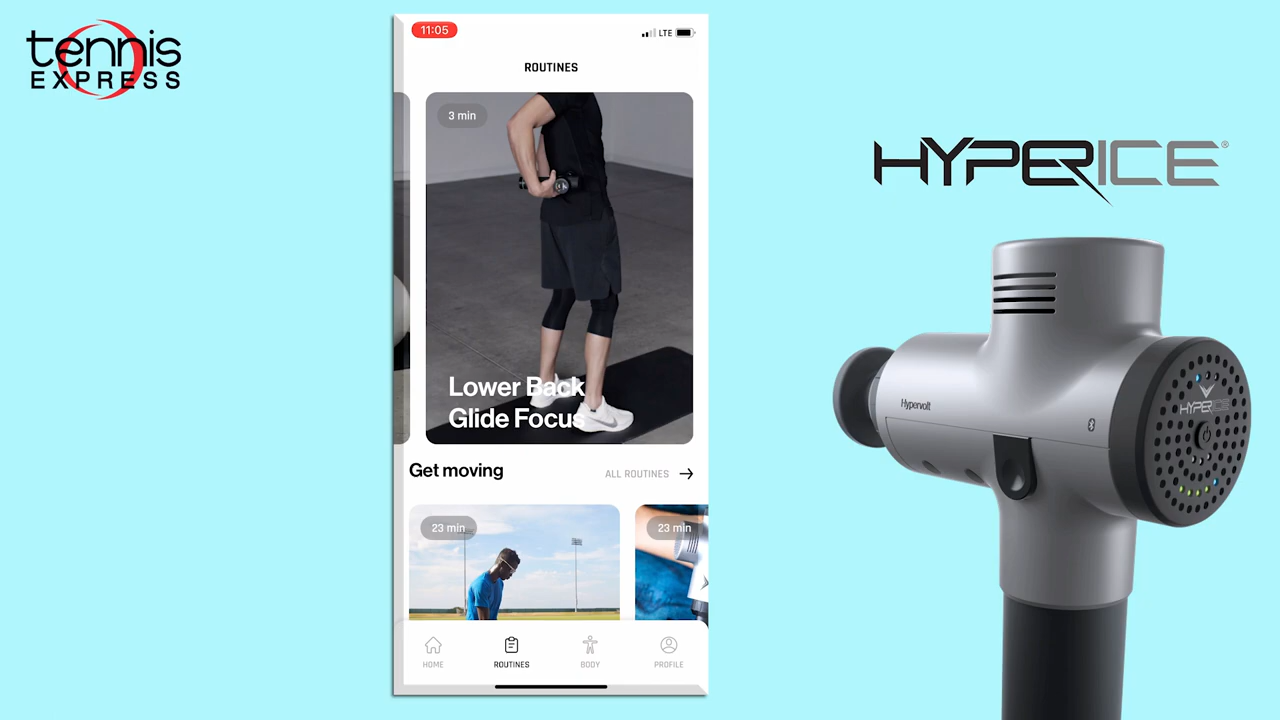 tennis
EXPRESS
11:05
LTE
ROUTINES
3 min
Lower Back
Glide Focus
Get moving
ALL ROUTINES
23 min
23 min
HOME
ROUTINES
BODY
PROFILE
HYPERICE®
Hypervolt
HYPERICE